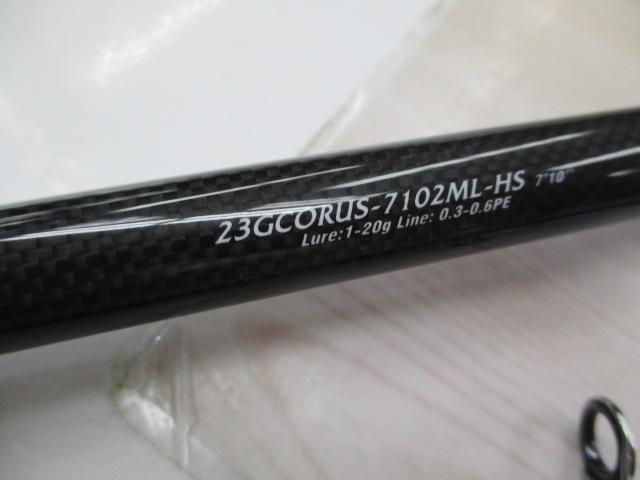 23GCORUS-7102ML-HS 7'10"
Lure:1-20g Line: 0.3-0.6PE